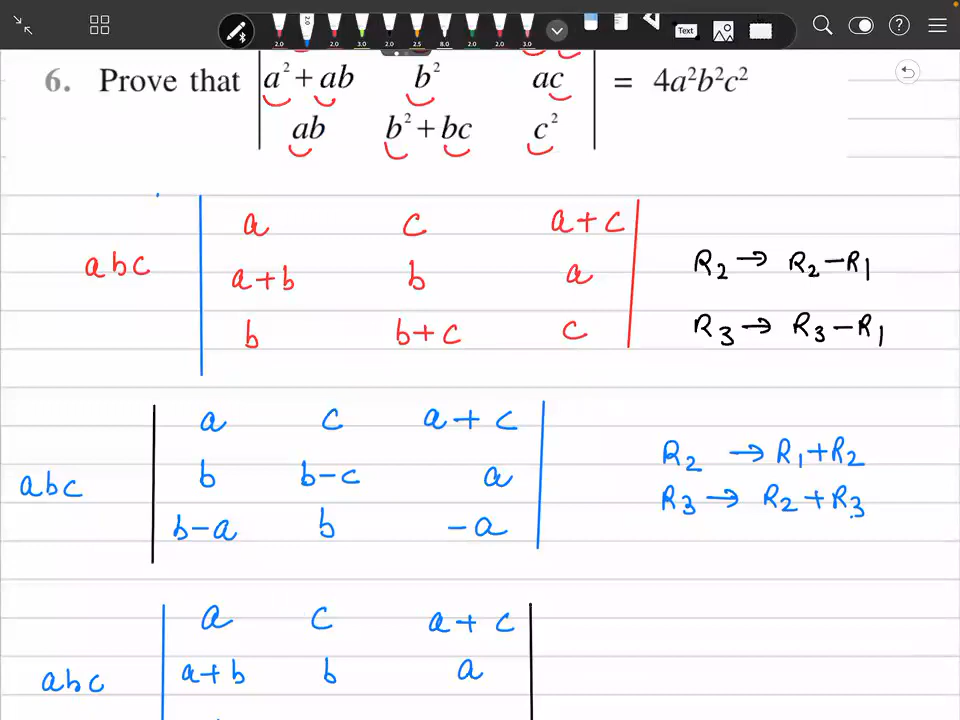 2.0 2.0 2.0 3.0 2.0 2.5 8.0 2.0 2.0 3.0 Text
6. Prove that | a² + ab b² ac | = 4a²b²c²
| ab b² + bc c² |
| a c a + c |
abc | a + b b a | R₂ → R₂ − R₁
| b b + c c | R₃ → R₃ − R₁
| a c a + c |
abc | b b − c a | R₂ → R₁ + R₂
| b − a b − a | R₃ → R₂ + R₃
| a c a + c |
abc | a + b b a |